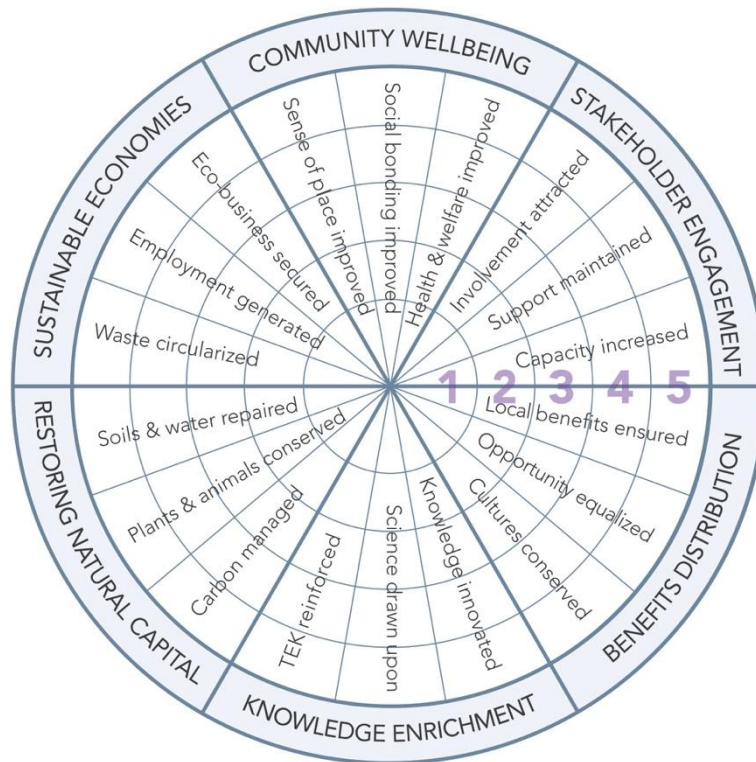 COMMUNITY WELLBEING
Sense of place improved
Social bonding improved
Health & welfare improved
STAKEHOLDER ENGAGEMENT
Involvement attracted
Support maintained
Capacity increased
1 2 3 4 5
BENEFITS DISTRIBUTION
Local benefits ensured
Opportunity equalized
Cultures conserved
KNOWLEDGE ENRICHMENT
Knowledge innovated
Science drawn upon
TEK reinforced
RESTORING NATURAL CAPITAL
Carbon managed
Plants & animals conserved
Soils & water repaired
SUSTAINABLE ECONOMIES
Waste circularized
Employment generated
Eco-business secured